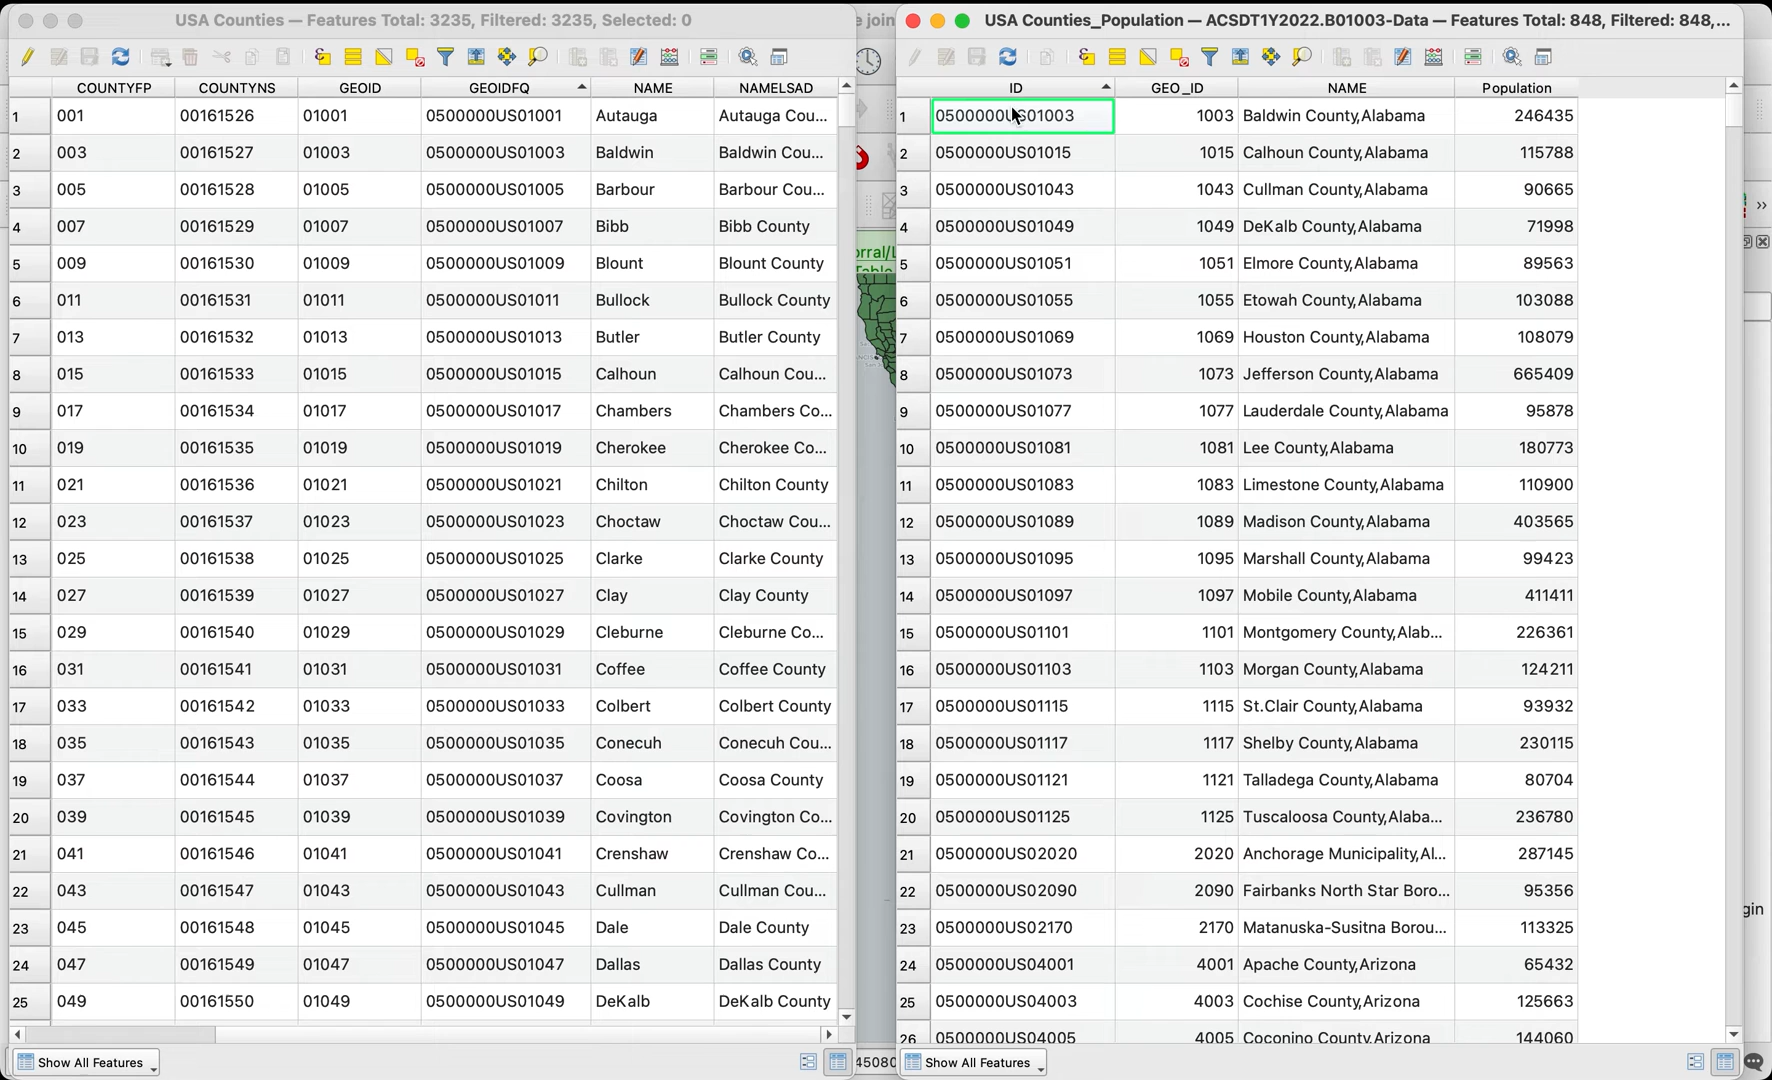 USA Counties — Features Total: 3235, Filtered: 3235, Selected: 0
COUNTYFP COUNTYNS GEOID GEOIDFQ NAME NAMELSAD
1 001 00161526 01001 0500000US01001 Autauga Autauga Cou...
2 003 00161527 01003 0500000US01003 Baldwin Baldwin Cou...
3 005 00161528 01005 0500000US01005 Barbour Barbour Cou...
4 007 00161529 01007 0500000US01007 Bibb Bibb County
5 009 00161530 01009 0500000US01009 Blount Blount County
6 011 00161531 01011 0500000US01011 Bullock Bullock County
7 013 00161532 01013 0500000US01013 Butler Butler County
8 015 00161533 01015 0500000US01015 Calhoun Calhoun Cou...
9 017 00161534 01017 0500000US01017 Chambers Chambers Co...
10 019 00161535 01019 0500000US01019 Cherokee Cherokee Co...
11 021 00161536 01021 0500000US01021 Chilton Chilton County
12 023 00161537 01023 0500000US01023 Choctaw Choctaw Cou...
13 025 00161538 01025 0500000US01025 Clarke Clarke County
14 027 00161539 01027 0500000US01027 Clay Clay County
15 029 00161540 01029 0500000US01029 Cleburne Cleburne Co...
16 031 00161541 01031 0500000US01031 Coffee Coffee County
17 033 00161542 01033 0500000US01033 Colbert Colbert County
18 035 00161543 01035 0500000US01035 Conecuh Conecuh Cou...
19 037 00161544 01037 0500000US01037 Coosa Coosa County
20 039 00161545 01039 0500000US01039 Covington Covington Co...
21 041 00161546 01041 0500000US01041 Crenshaw Crenshaw Co...
22 043 00161547 01043 0500000US01043 Cullman Cullman Cou...
23 045 00161548 01045 0500000US01045 Dale Dale County
24 047 00161549 01047 0500000US01047 Dallas Dallas County
25 049 00161550 01049 0500000US01049 DeKalb DeKalb County
Show All Features
e join
orral/L
Table
45080
USA Counties_Population — ACSDT1Y2022.B01003-Data — Features Total: 848, Filtered: 848,...
ID GEO_ID NAME Population
1 0500000US01003 1003 Baldwin County,Alabama 246435
2 0500000US01015 1015 Calhoun County,Alabama 115788
3 0500000US01043 1043 Cullman County,Alabama 90665
4 0500000US01049 1049 DeKalb County,Alabama 71998
5 0500000US01051 1051 Elmore County,Alabama 89563
6 0500000US01055 1055 Etowah County,Alabama 103088
7 0500000US01069 1069 Houston County,Alabama 108079
8 0500000US01073 1073 Jefferson County,Alabama 665409
9 0500000US01077 1077 Lauderdale County,Alabama 95878
10 0500000US01081 1081 Lee County,Alabama 180773
11 0500000US01083 1083 Limestone County,Alabama 110900
12 0500000US01089 1089 Madison County,Alabama 403565
13 0500000US01095 1095 Marshall County,Alabama 99423
14 0500000US01097 1097 Mobile County,Alabama 411411
15 0500000US01101 1101 Montgomery County,Alab... 226361
16 0500000US01103 1103 Morgan County,Alabama 124211
17 0500000US01115 1115 St.Clair County,Alabama 93932
18 0500000US01117 1117 Shelby County,Alabama 230115
19 0500000US01121 1121 Talladega County,Alabama 80704
20 0500000US01125 1125 Tuscaloosa County,Alaba... 236780
21 0500000US02020 2020 Anchorage Municipality,Al... 287145
22 0500000US02090 2090 Fairbanks North Star Boro... 95356
23 0500000US02170 2170 Matanuska-Susitna Borou... 113325
24 0500000US04001 4001 Apache County,Arizona 65432
25 0500000US04003 4003 Cochise County,Arizona 125663
26 0500000US04005 4005 Coconino County,Arizona 144060
Show All Features
gin